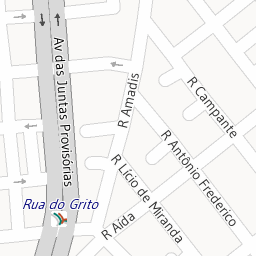 Av das Juntas Provisórias
R Amadis
R Campante
R Antônio Frederico
R Lício de Miranda
Rua do Grito
R Aída